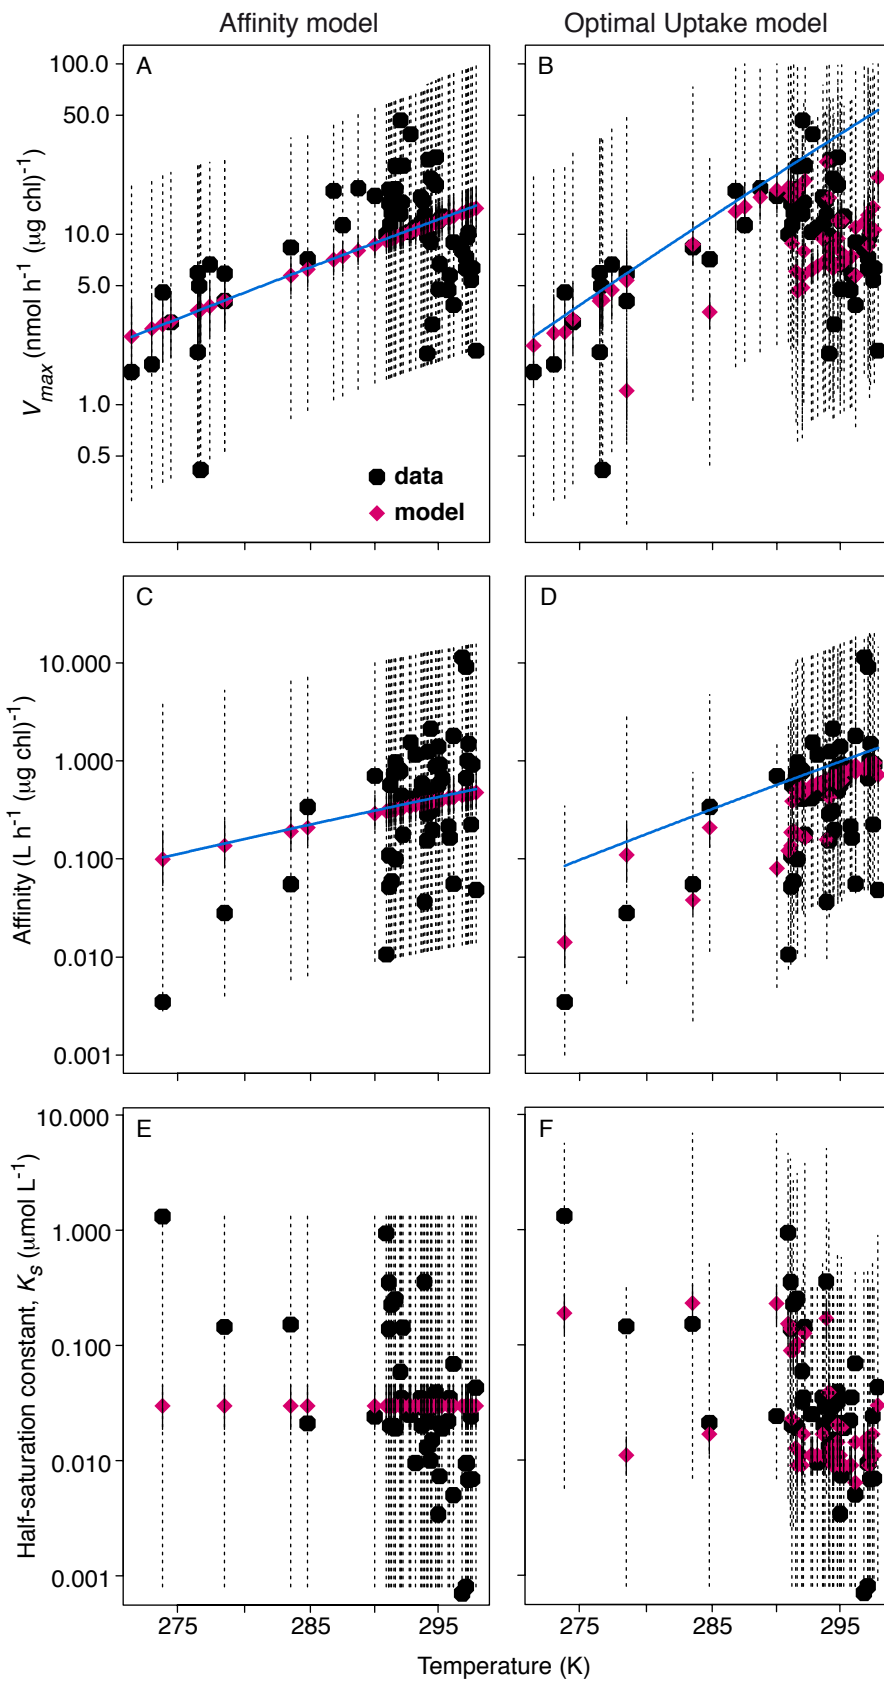 Affinity model
Optimal Uptake model
A
B
100.0
50.0
10.0
5.0
1.0
0.5
V_max (nmol h⁻¹ (μg chl)⁻¹)
data
model
C
D
10.000
1.000
0.100
0.010
0.001
Affinity (L h⁻¹ (μg chl)⁻¹)
E
F
10.000
1.000
0.100
0.010
0.001
Half-saturation constant, K_s (μmol L⁻¹)
275
285
295
275
285
295
Temperature (K)